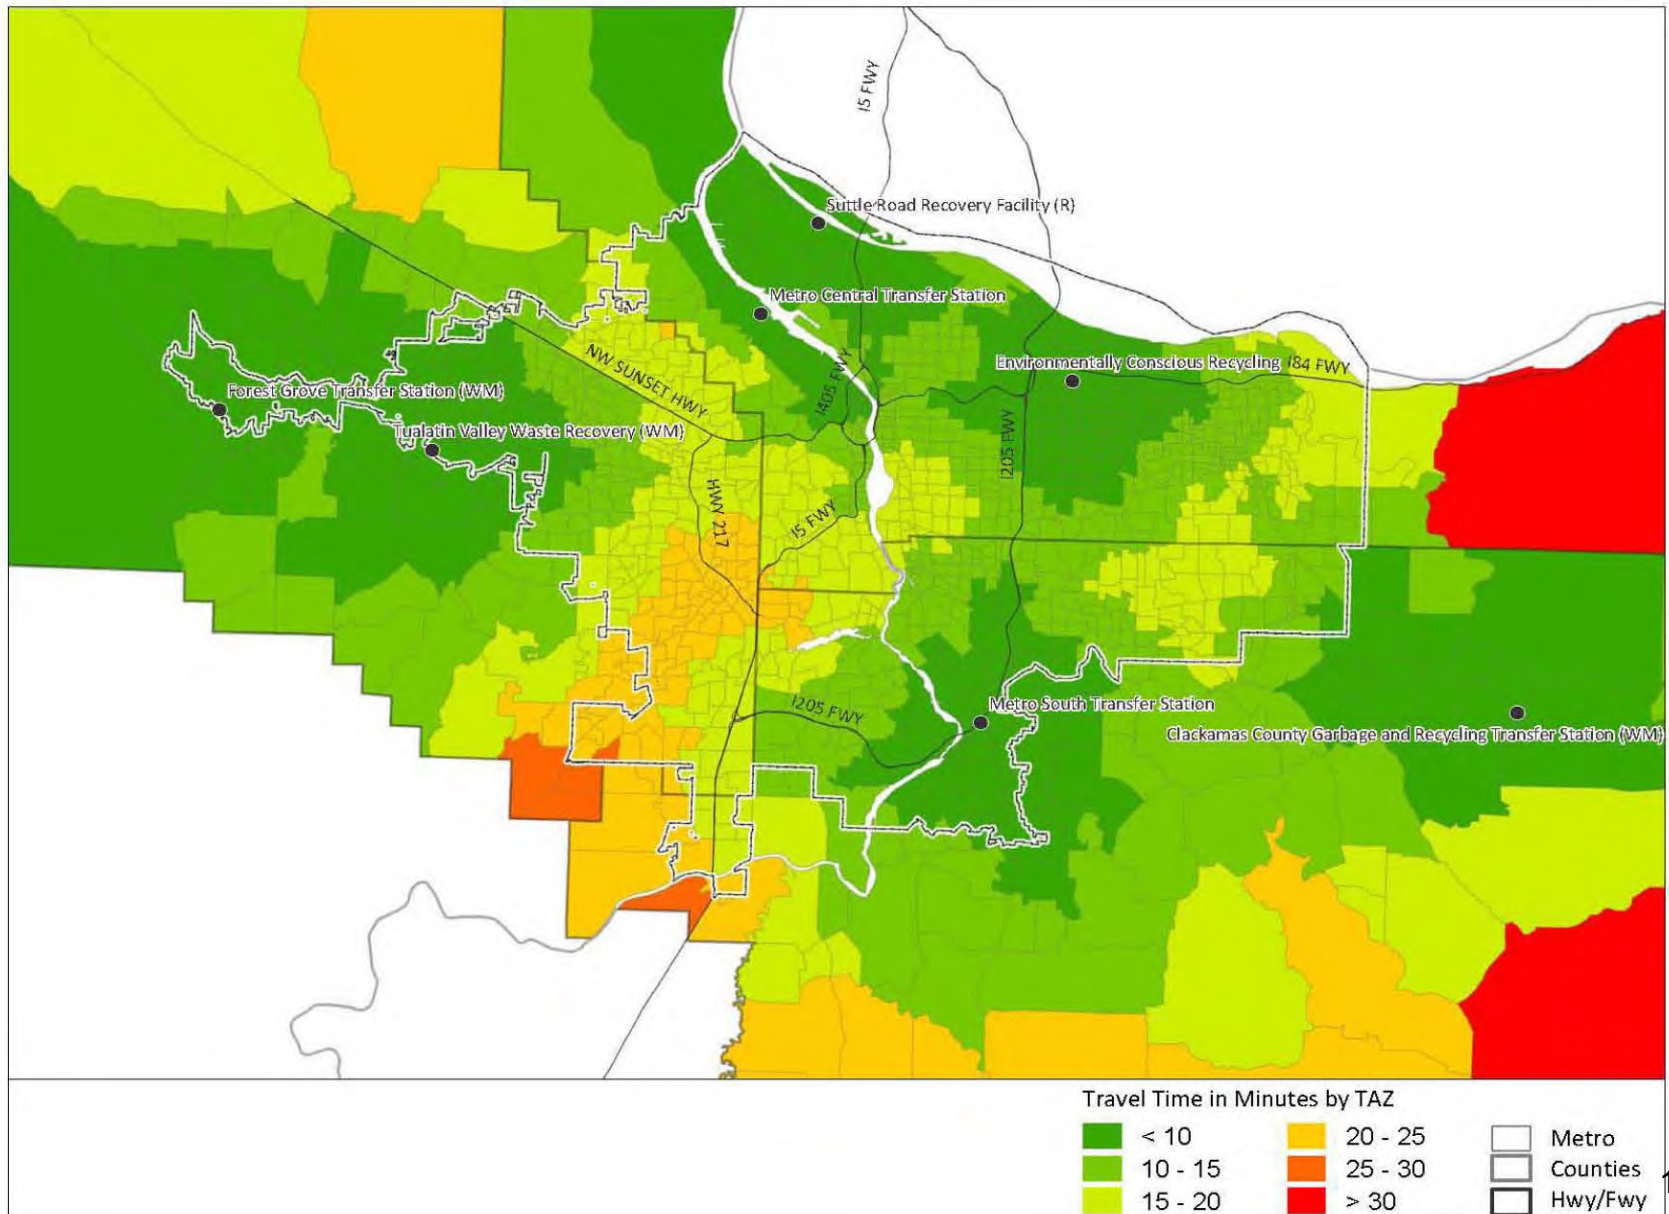 I5 FWY
Suttle Road Recovery Facility (R)
Metro Central Transfer Station
NW SUNSET HWY
I405 FWY
Environmentally Conscious Recycling
I84 FWY
Forest Grove Transfer Station (WM)
Tualatin Valley Waste Recovery (WM)
I205 FWY
HWY 217
I5 FWY
I205 FWY
Metro South Transfer Station
Clackamas County Garbage and Recycling Transfer Station (WM)
Travel Time in Minutes by TAZ
< 10
20 - 25
Metro
10 - 15
25 - 30
Counties
15 - 20
> 30
Hwy/Fwy